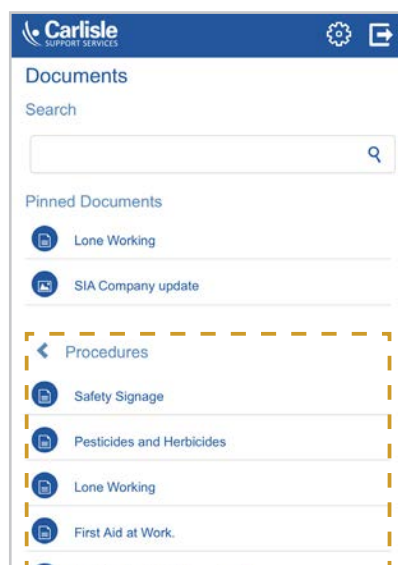 Carlisle
SUPPORT SERVICES
Documents
Search
Pinned Documents
Lone Working
SIA Company update
Procedures
Safety Signage
Pesticides and Herbicides
Lone Working
First Aid at Work.